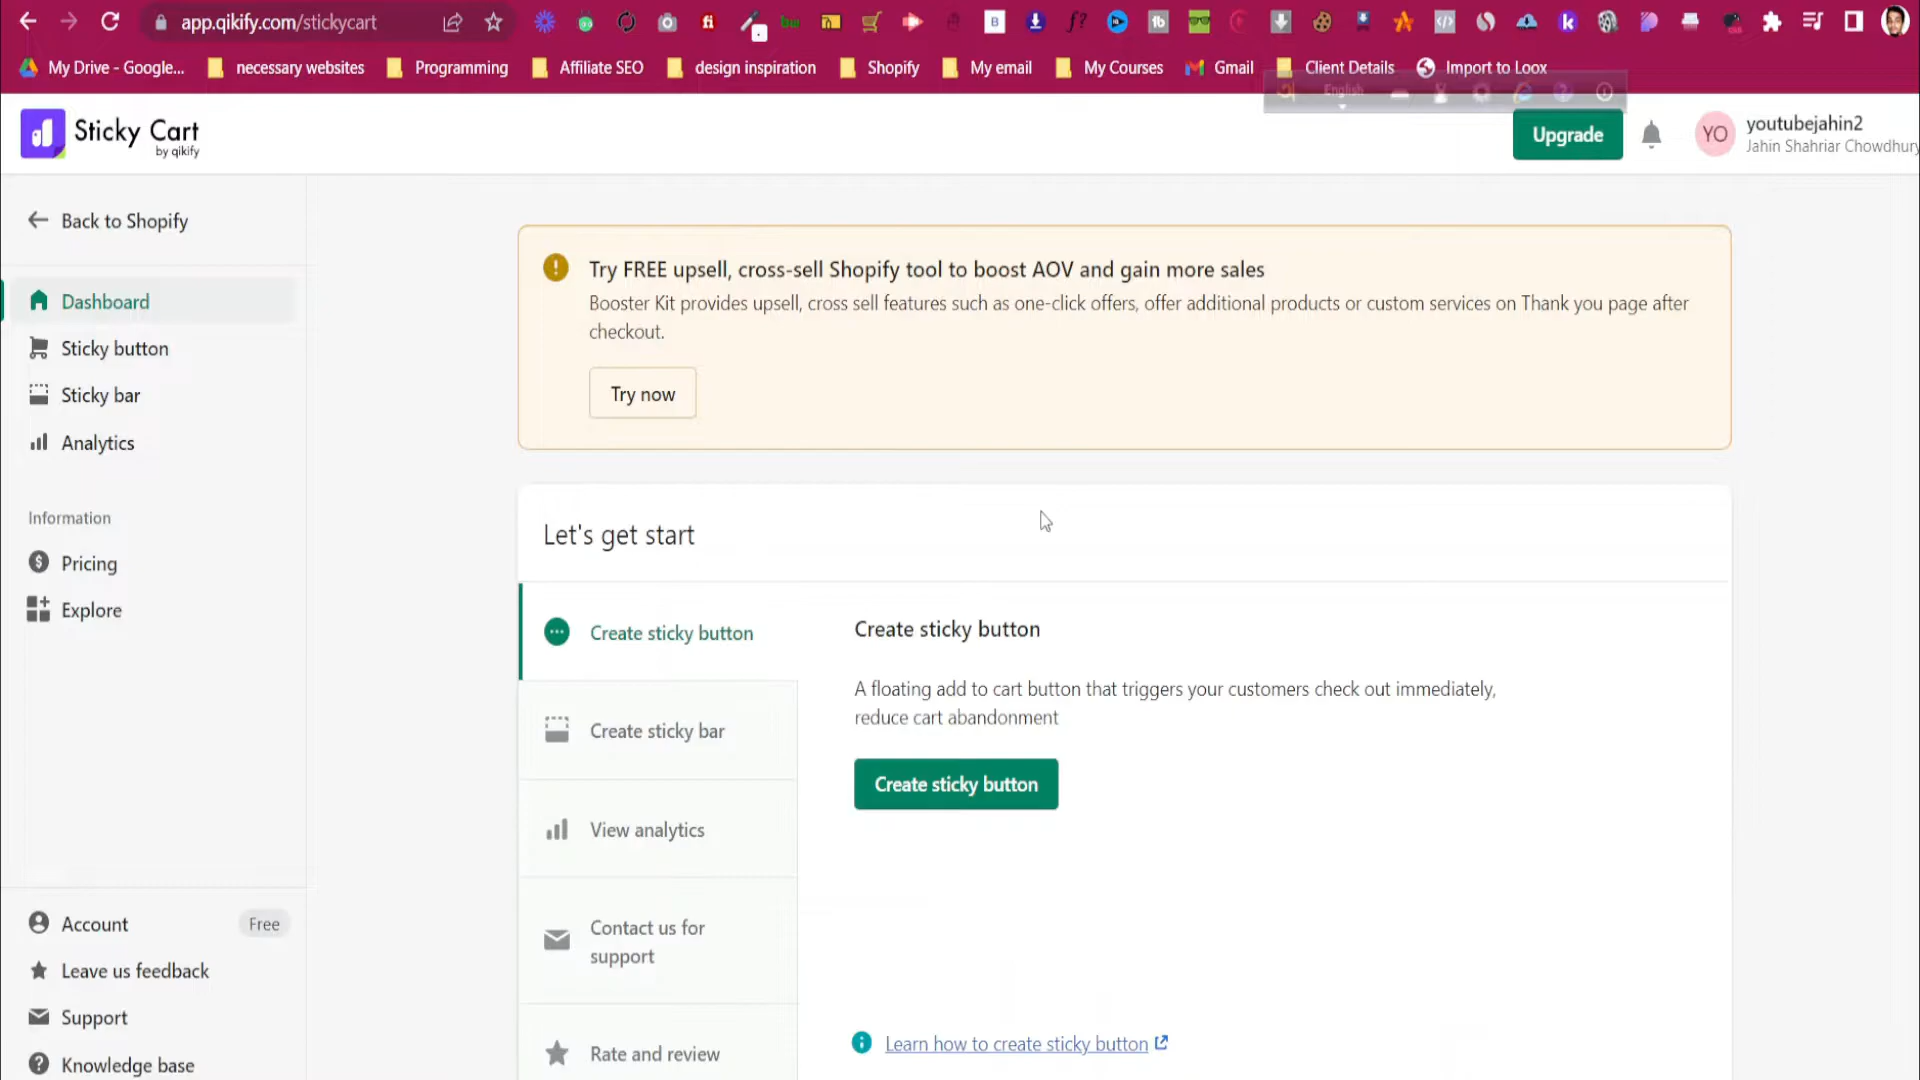 app.qikify.com/stickycart
My Drive - Google...
necessary websites
Programming
Affiliate SEO
design inspiration
Shopify
My email
My Courses
Gmail
Client Details
Import to Loox
English
Sticky Cart
by qikify
Upgrade
YO
youtubejahin2
Jahin Shahriar Chowdhury
Back to Shopify
Dashboard
Sticky button
Sticky bar
Analytics
Information
Pricing
Explore
Account
Free
Leave us feedback
Support
Knowledge base
Try FREE upsell, cross-sell Shopify tool to boost AOV and gain more sales
Booster Kit provides upsell, cross sell features such as one-click offers, offer additional products or custom services on Thank you page after
checkout.
Try now
Let's get start
Create sticky button
Create sticky bar
View analytics
Contact us for
support
Rate and review
Create sticky button
A floating add to cart button that triggers your customers check out immediately,
reduce cart abandonment
Create sticky button
Learn how to create sticky button